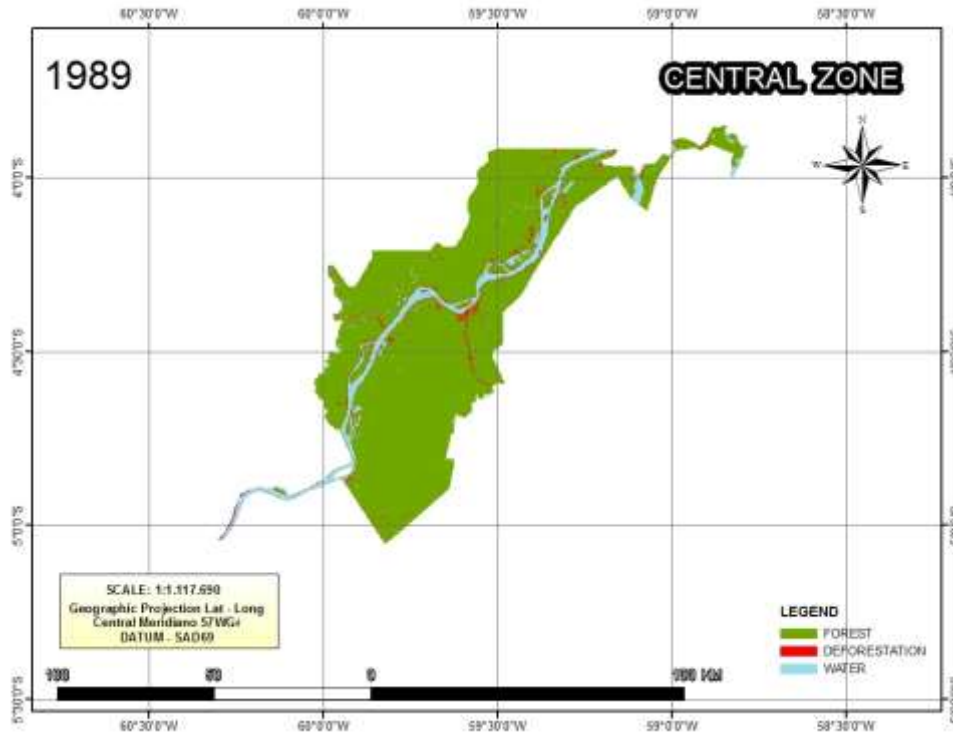 60°30'0"W 60°0'0"W 59°30'0"W 59°0'0"W 58°30'0"W
1989
CENTRAL ZONE
N
W E
S
4°0'0"S
4°30'0"S
5°0'0"S
5°30'0"S
SCALE: 1:1.117.690
Geographic Projection Lat - Long
Central Meridiano 57WGr
DATUM - SAD69
LEGEND
FOREST
DEFORESTATION
WATER
100 50 0 100 KM
60°30'0"W 60°0'0"W 59°30'0"W 59°0'0"W 58°30'0"W